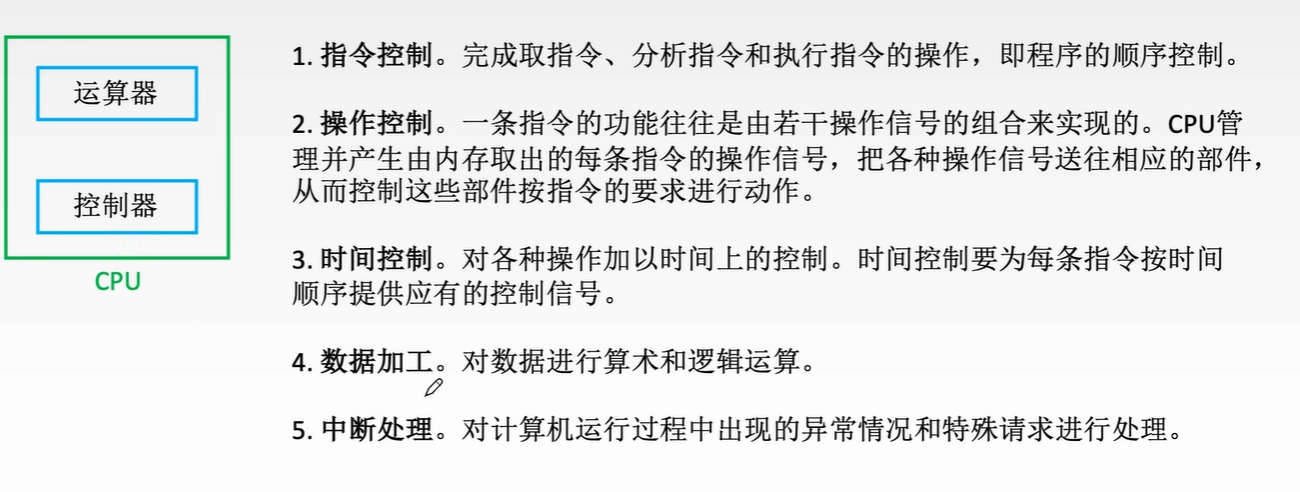 运算器
控制器
CPU
1. 指令控制。完成取指令、分析指令和执行指令的操作，即程序的顺序控制。
2. 操作控制。一条指令的功能往往是由若干操作信号的组合来实现的。CPU管
理并产生由内存取出的每条指令的操作信号，把各种操作信号送往相应的部件，
从而控制这些部件按指令的要求进行动作。
3. 时间控制。对各种操作加以时间上的控制。时间控制要为每条指令按时间
顺序提供应有的控制信号。
4. 数据加工。对数据进行算术和逻辑运算。
5. 中断处理。对计算机运行过程中出现的异常情况和特殊请求进行处理。